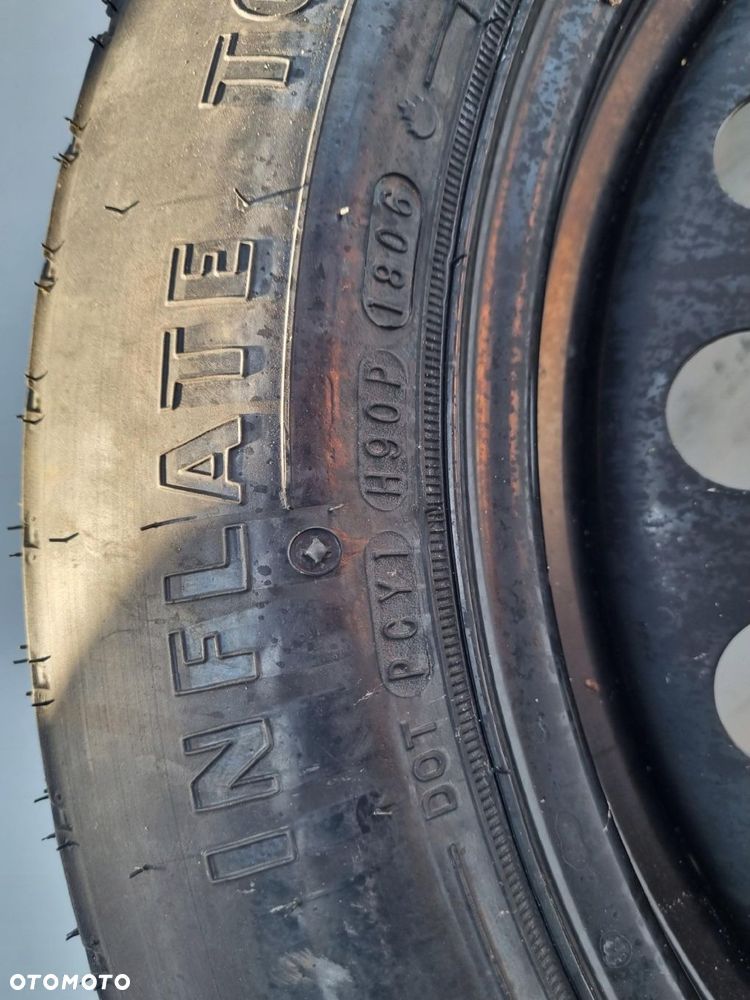 INFLATE TO
DOT PCY1 H90P 1806
OTOMOTO